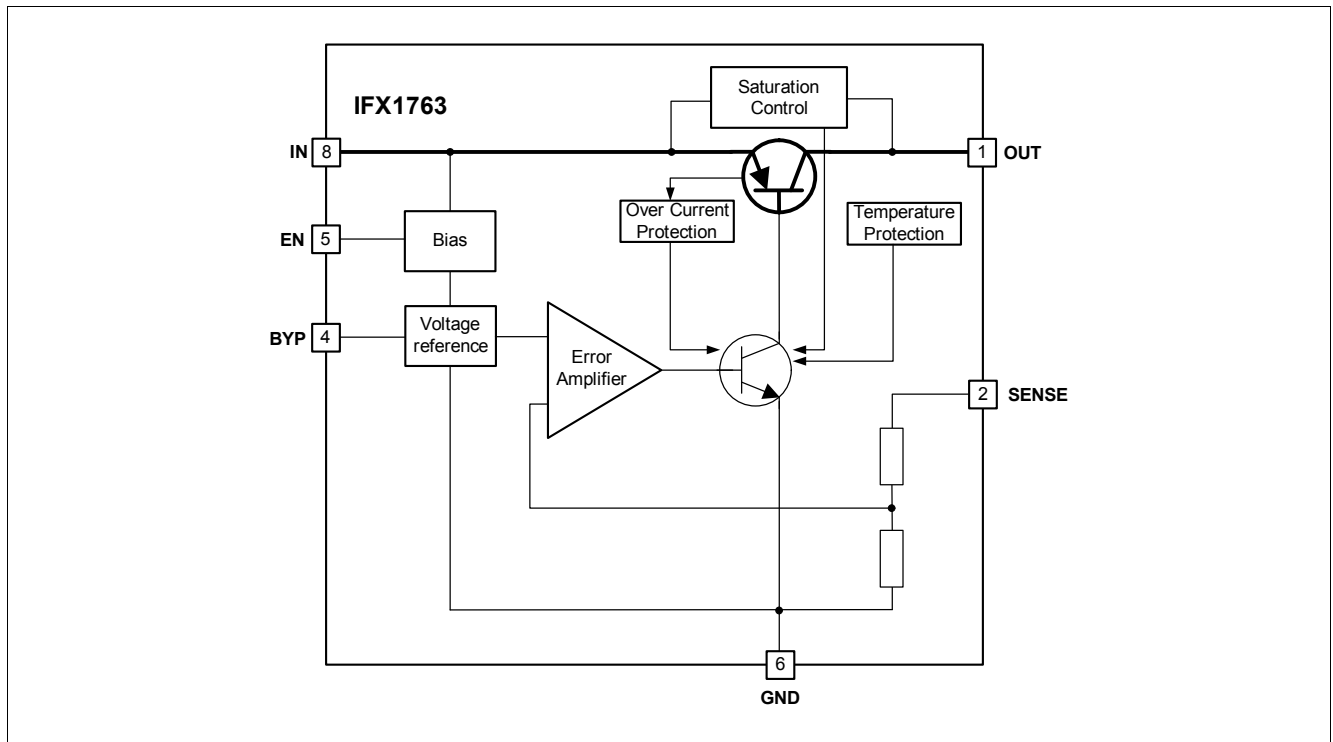 IFX1763
Saturation
Control
IN 8
1 OUT
Over Current
Protection
Temperature
Protection
EN 5
Bias
BYP 4
Voltage
reference
Error
Amplifier
2 SENSE
6
GND